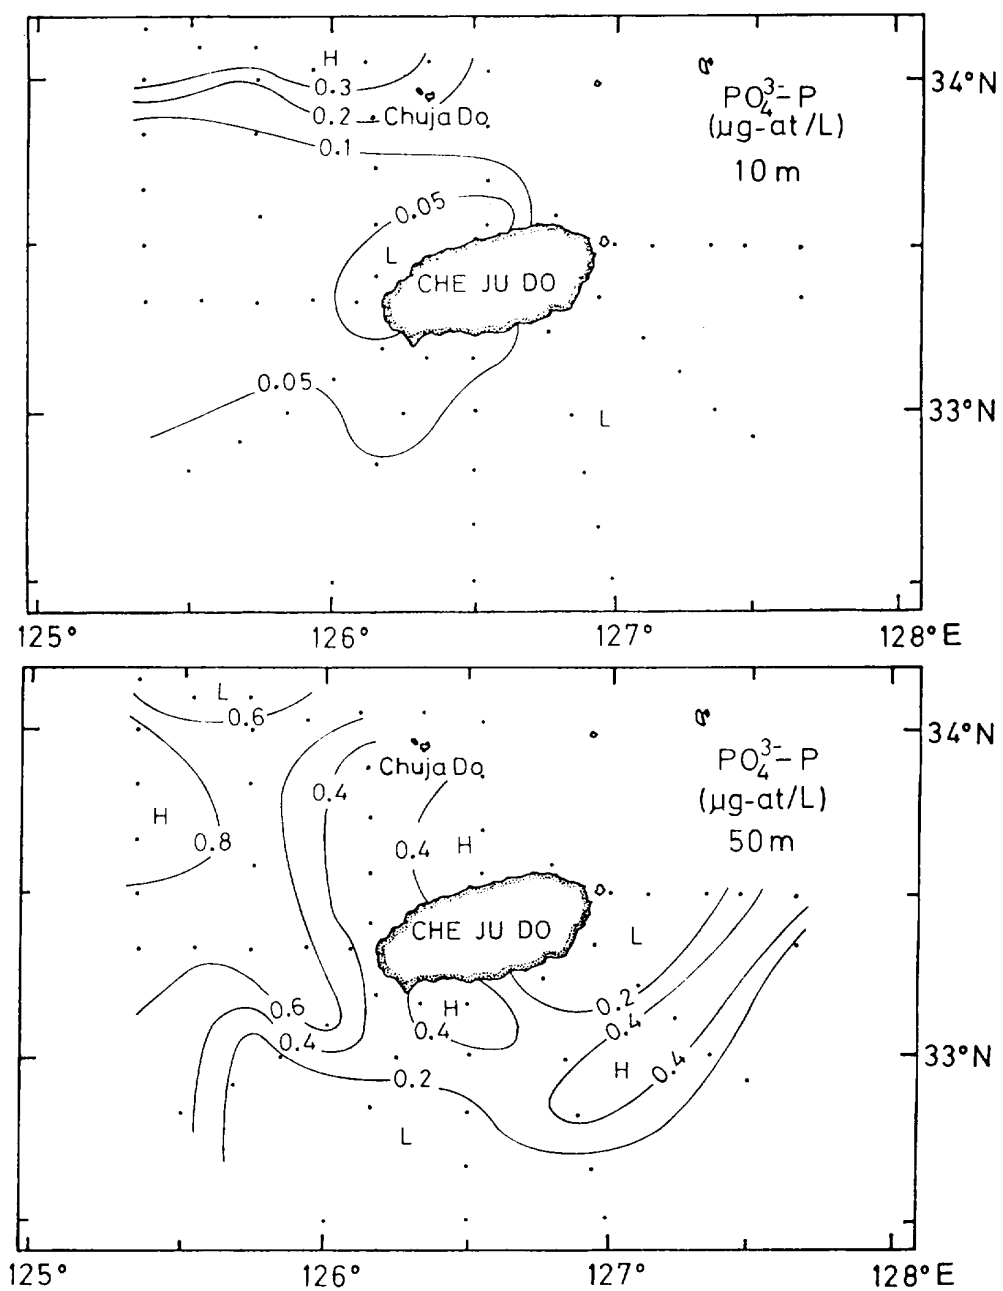 H
34°N
0.3
PO₄³⁻-P
0.2
Chuja Do
(μg-at/L)
0.1
10 m
0.05
L
CHE JU DO
0.05
33°N
L
125°
126°
127°
128°E
L
0.6
34°N
PO₄³⁻-P
Chuja Do
0.4
(μg-at/L)
H
0.8
0.4
H
50 m
CHE JU DO
L
0.6
H
0.2
0.4
0.4
0.4
33°N
0.2
H
0.4
L
125°
126°
127°
128°E